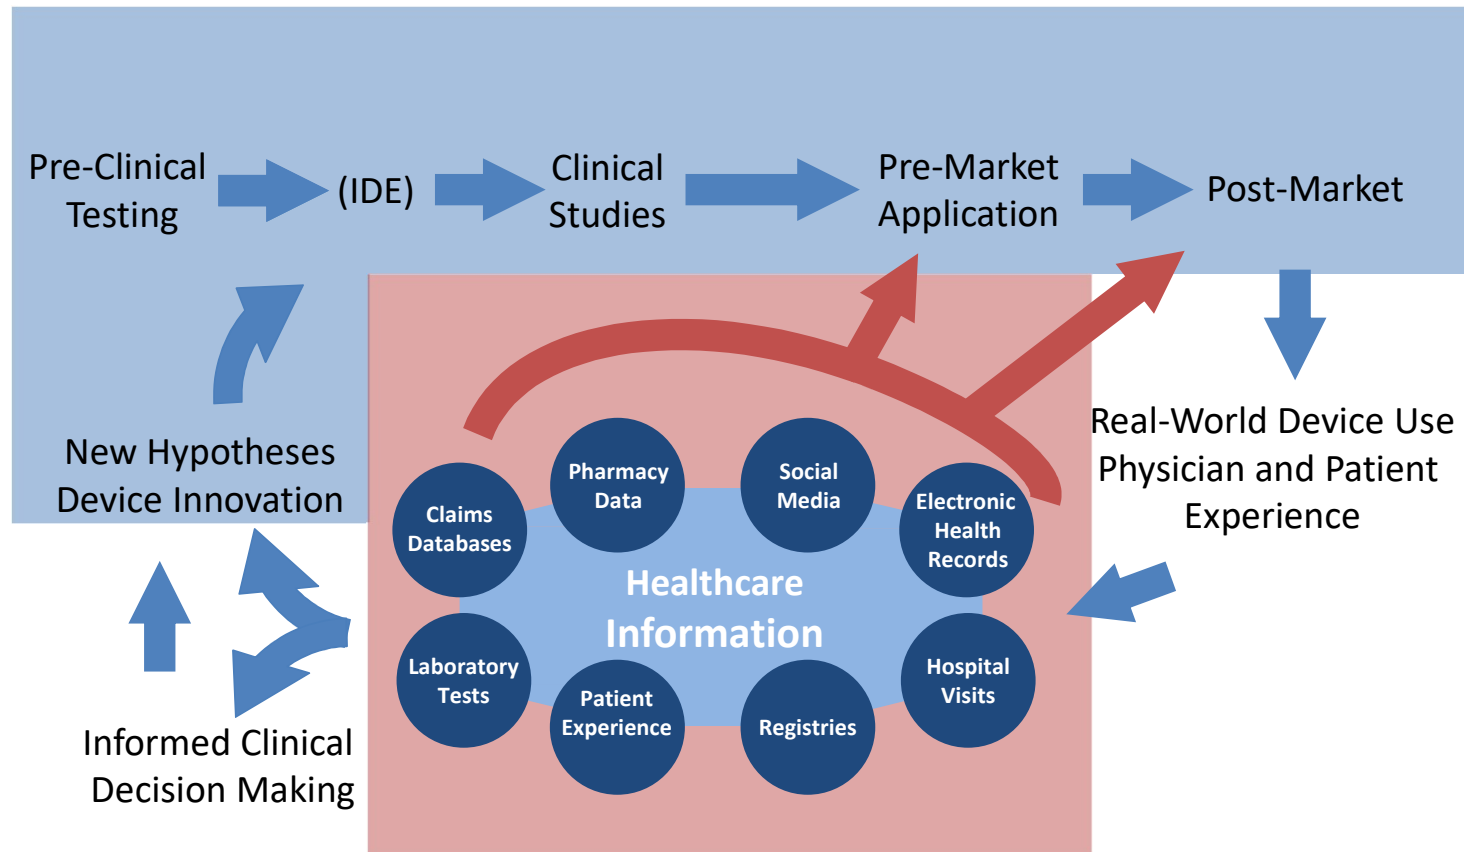 Pre-Clinical
Testing
(IDE)
Clinical
Studies
Pre-Market
Application
Post-Market
New Hypotheses
Device Innovation
Real-World Device Use
Physician and Patient
Experience
Claims
Databases
Pharmacy
Data
Social
Media
Electronic
Health
Records
Healthcare
Information
Laboratory
Tests
Patient
Experience
Registries
Hospital
Visits
Informed Clinical
Decision Making